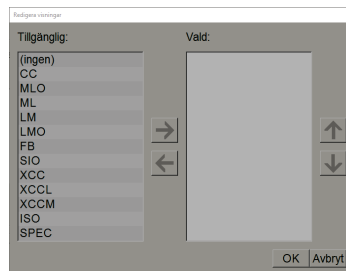 Redigera visningar
Tillgänglig:
Vald:
(ingen)
CC
MLO
ML
LM
LMO
FB
SIO
XCC
XCCL
XCCM
ISO
SPEC
OK
Avbryt